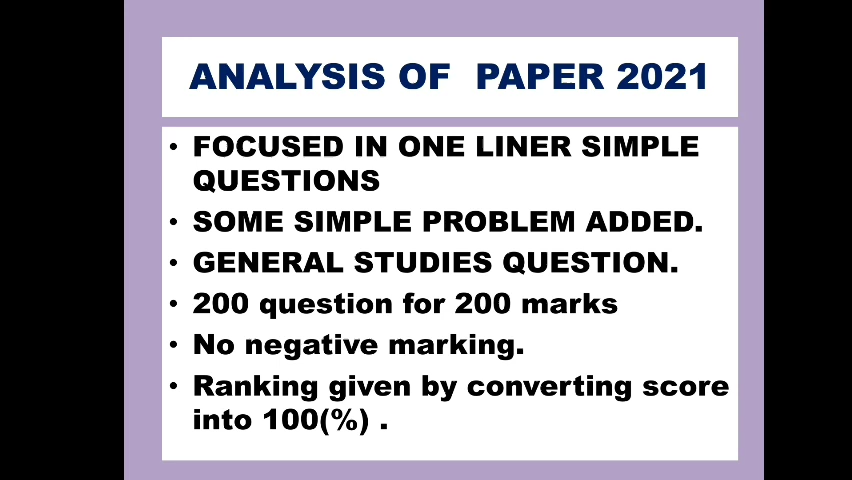 ANALYSIS OF PAPER 2021
• FOCUSED IN ONE LINER SIMPLE
QUESTIONS
• SOME SIMPLE PROBLEM ADDED.
• GENERAL STUDIES QUESTION.
• 200 question for 200 marks
• No negative marking.
• Ranking given by converting score
into 100(%) .